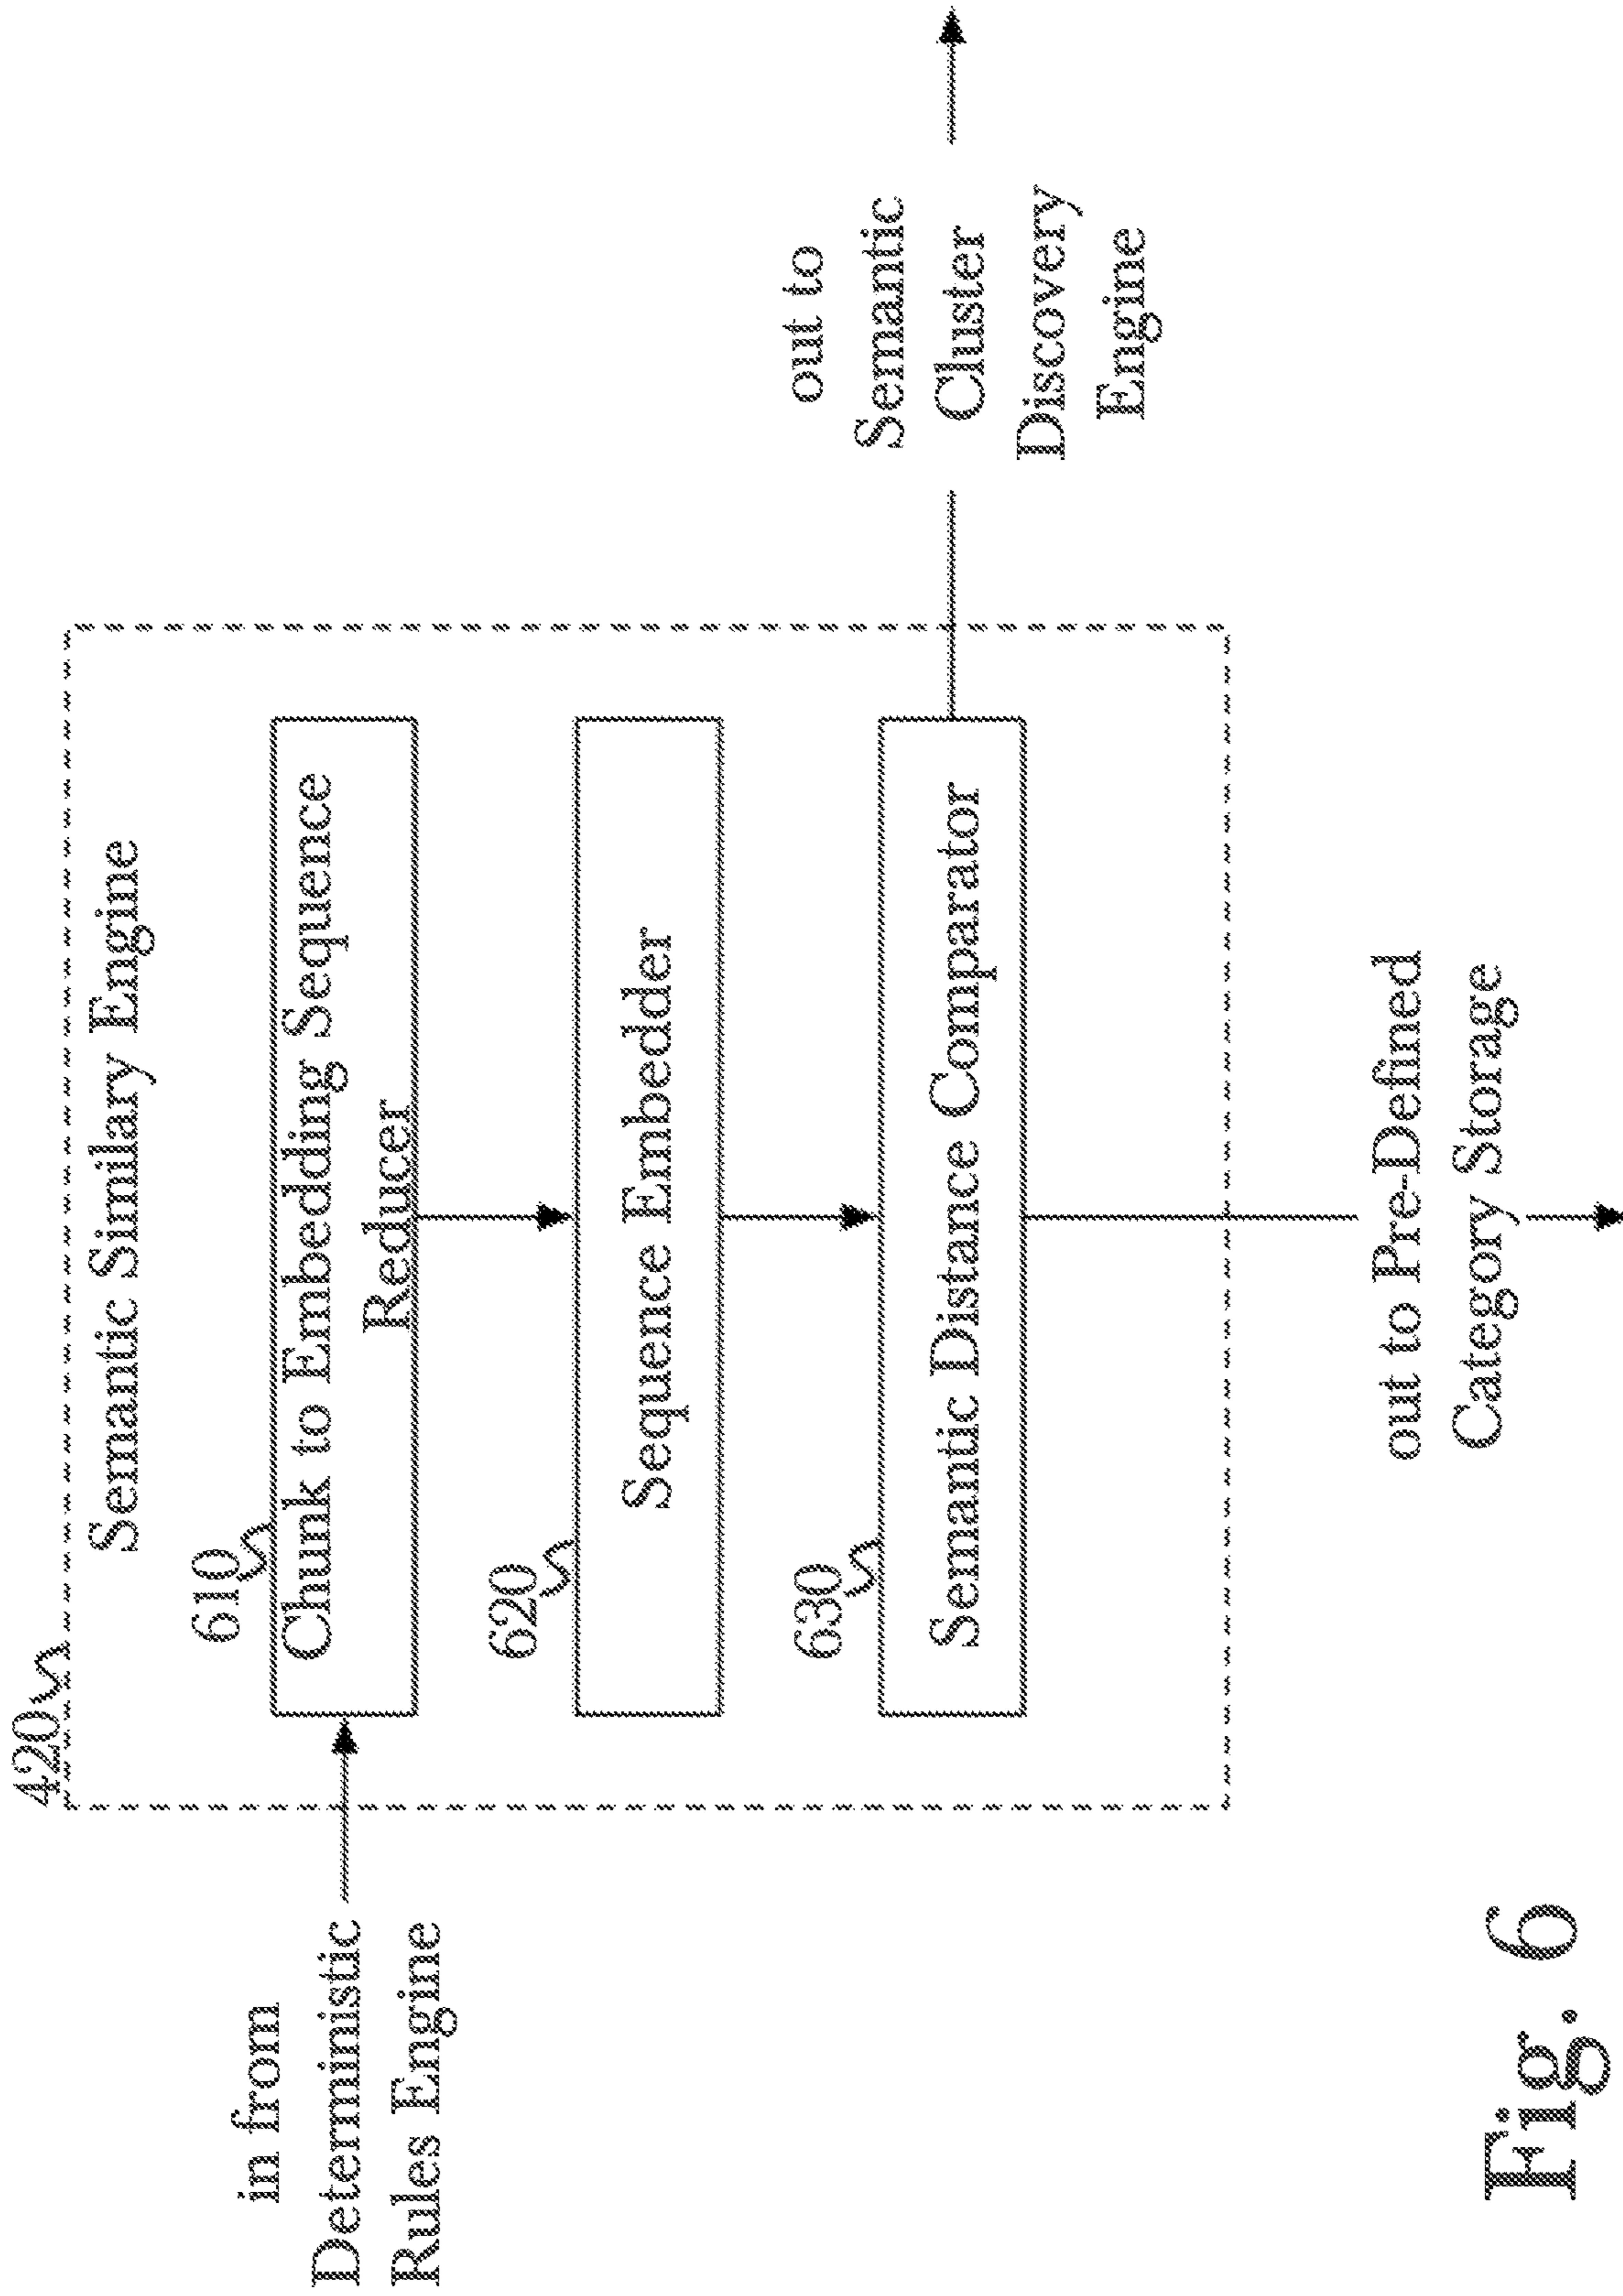 420
Semantic Similary Engine
in from
Deterministic
Rules Engine
610
Chunk to Embedding Sequence
Reducer
620
Sequence Embedder
630
Semantic Distance Comparator
out to
Semantic
Cluster
Discovery
Engine
out to Pre-Defined
Category Storage
Fig. 6